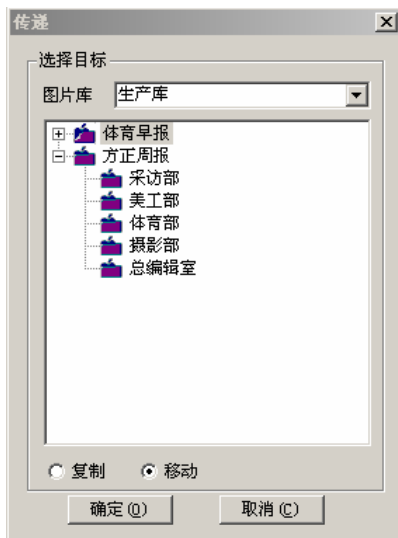 传递
选择目标
图片库 生产库
体育早报
方正周报
采访部
美工部
体育部
摄影部
总编辑室
复制 移动
确定(O) 取消(C)